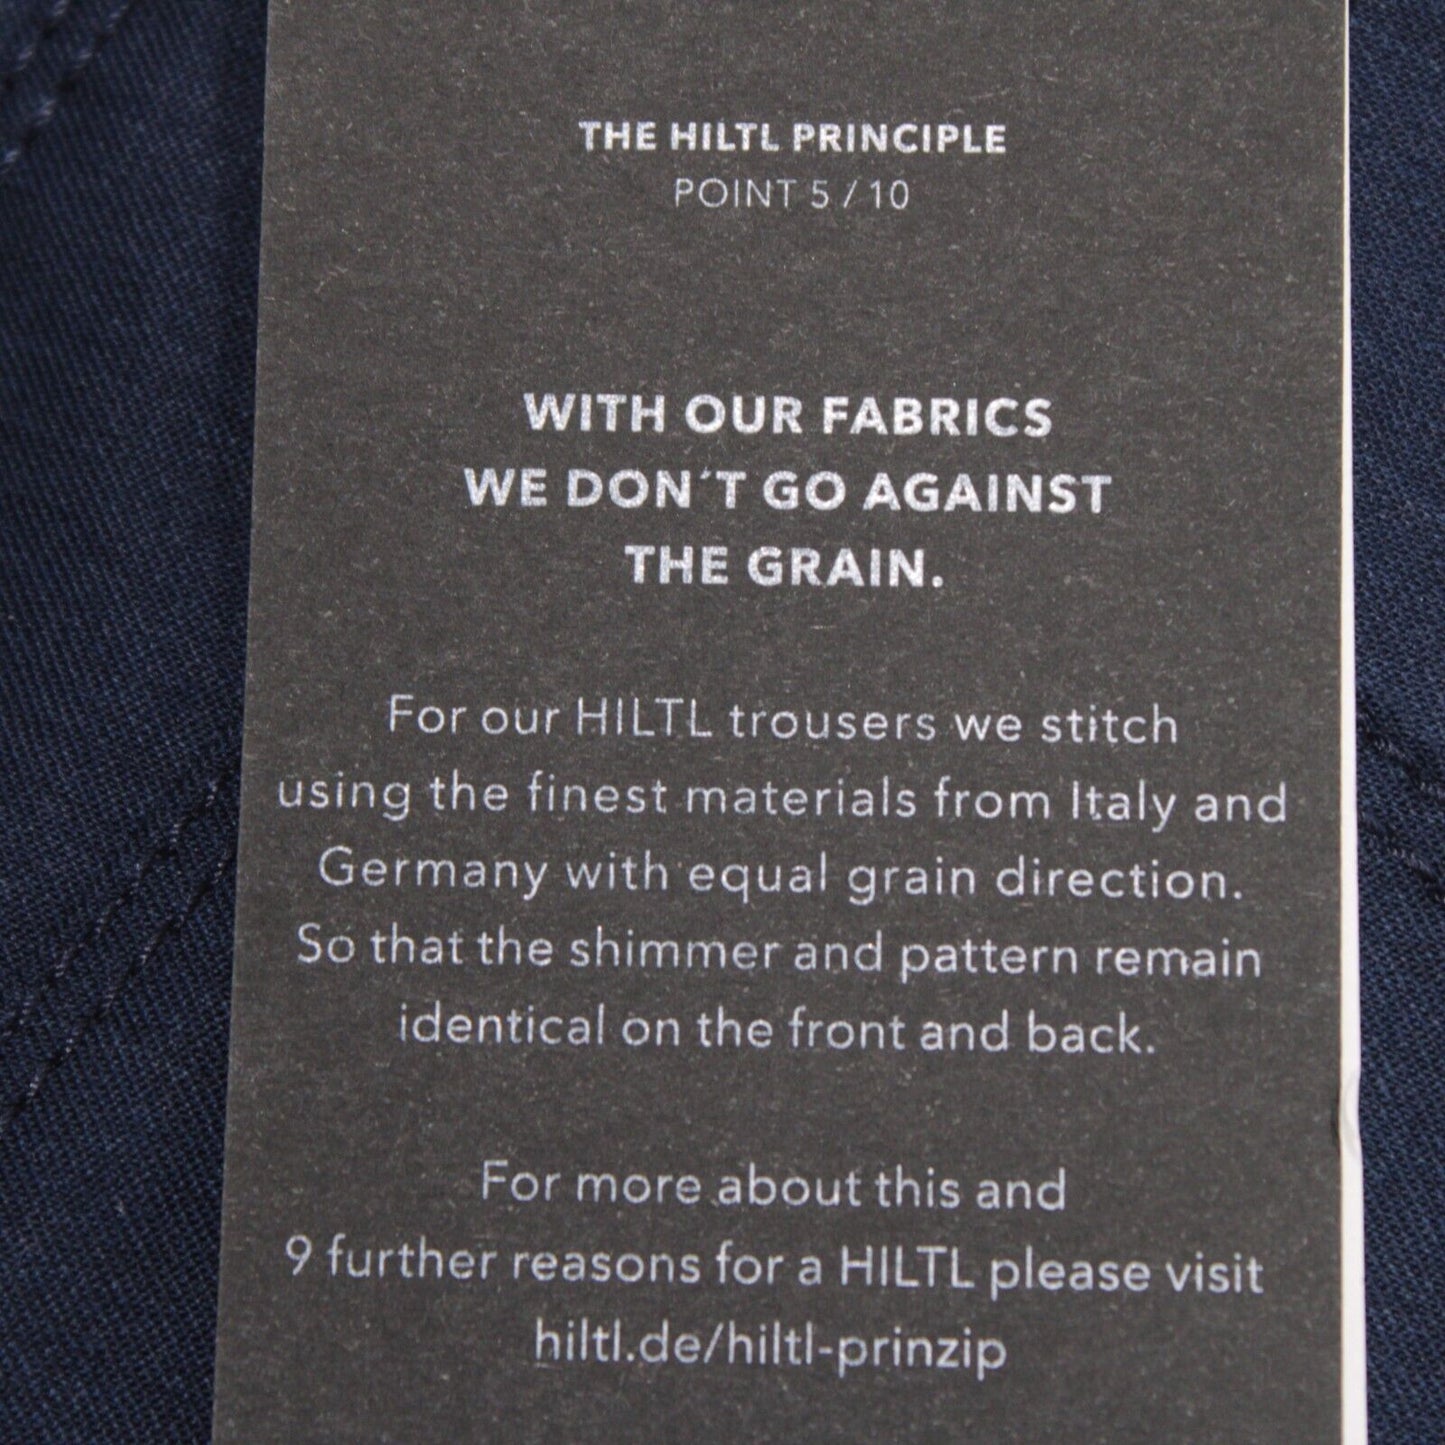 THE HILTL PRINCIPLE
POINT 5 / 10
WITH OUR FABRICS
WE DON´T GO AGAINST
THE GRAIN.
For our HILTL trousers we stitch
using the finest materials from Italy and
Germany with equal grain direction.
So that the shimmer and pattern remain
identical on the front and back.
For more about this and
9 further reasons for a HILTL please visit
hiltl.de/hiltl-prinzip